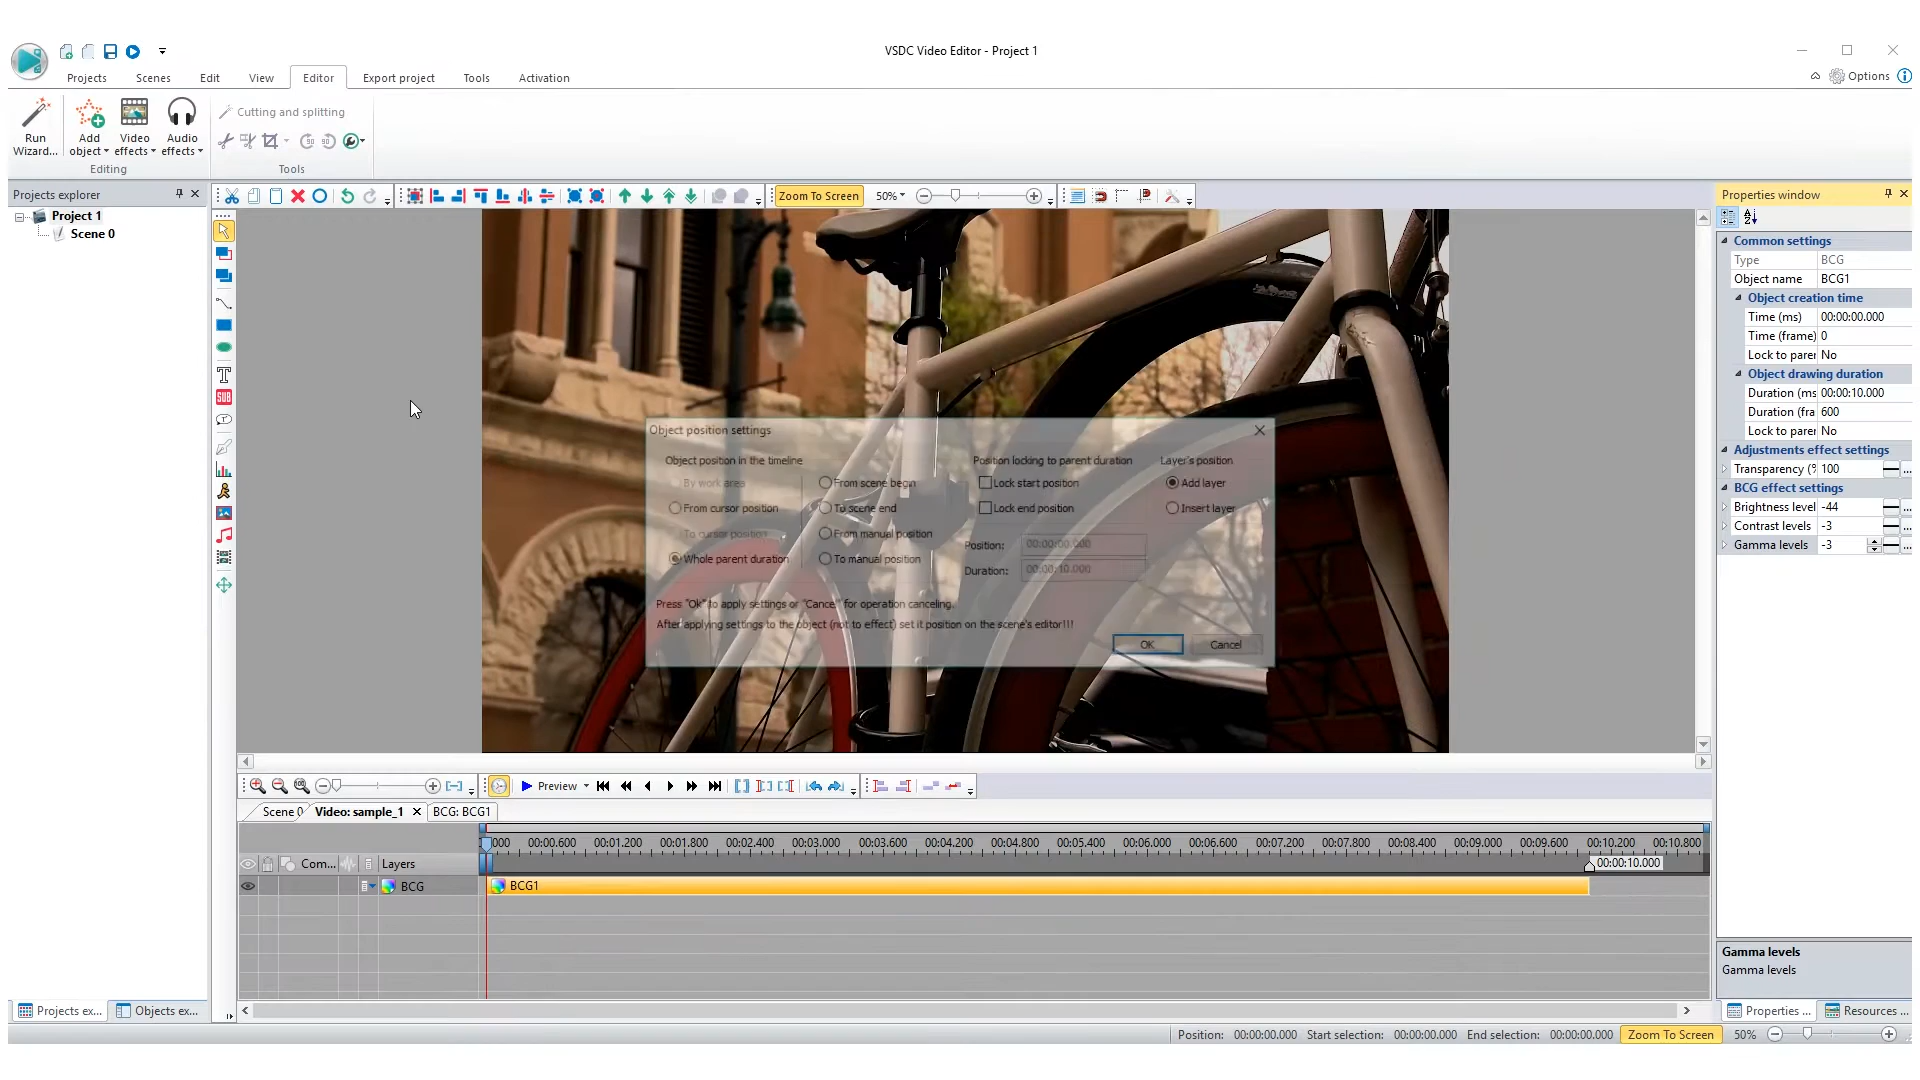 VSDC Video Editor - Project 1
Projects
Scenes
Edit
View
Editor
Export project
Tools
Activation
Options
Run
Wizard...
Add
object
Video
effects
Audio
effects
Cutting and splitting
Editing
Tools
Projects explorer
Zoom To Screen
50%
Properties window
Project 1
Scene 0
SUB
T
Common settings
Type BCG
Object name BCG1
Object creation time
Time (ms) 00:00:00.000
Time (frame) 0
Lock to parer No
Object drawing duration
Duration (ms 00:00:10.000
Duration (fra 600
Lock to parer No
Adjustments effect settings
Transparency (% 100
BCG effect settings
Brightness level -44
Contrast levels -3
Gamma levels -3
Object position settings
Object position in the timeline
By work area
From cursor position
To cursor position
Whole parent duration
From scene begin
To scene end
From manual position
To manual position
Position locking to parent duration
Lock start position
Lock end position
Position: 00:00:00.000
Duration: 00:00:10.000
Layer's position
Add layer
Insert layer
Press "Ok" to apply settings or "Cancel" for operation canceling.
After applying settings to the object (not to effect) set it position on the scene's editor!!!
OK
Cancel
Preview
Scene 0
Video: sample_1
BCG: BCG1
000 00:00.600 00:01.200 00:01.800 00:02.400 00:03.000 00:03.600 00:04.200 00:04.800 00:05.400 00:06.000 00:06.600 00:07.200 00:07.800 00:08.400 00:09.000 00:09.600 00:10.200 00:10.800
00:00:10.000
Com...
Layers
BCG
BCG1
Gamma levels
Gamma levels
Projects ex...
Objects ex...
Properties ...
Resources ...
Position: 00:00:00.000
Start selection: 00:00:00.000
End selection: 00:00:00.000
Zoom To Screen
50%